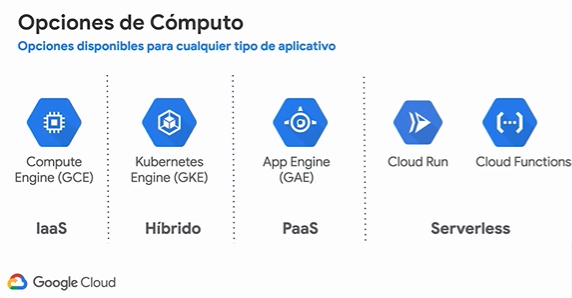 Opciones de Cómputo
Opciones disponibles para cualquier tipo de aplicativo
Compute
Engine (GCE)
Kubernetes
Engine (GKE)
App Engine
(GAE)
Cloud Run
Cloud Functions
IaaS
Híbrido
PaaS
Serverless
Google Cloud